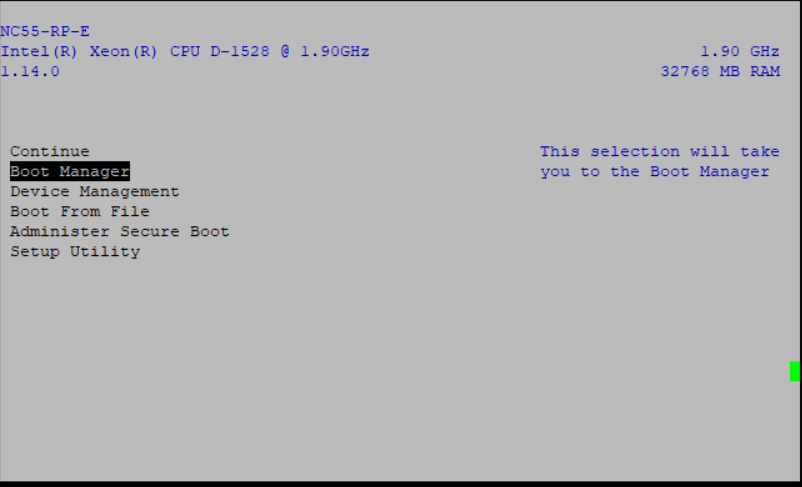 NC55-RP-E
Intel(R) Xeon(R) CPU D-1528 @ 1.90GHz 1.90 GHz
1.14.0 32768 MB RAM
Continue This selection will take
Boot Manager you to the Boot Manager
Device Management
Boot From File
Administer Secure Boot
Setup Utility